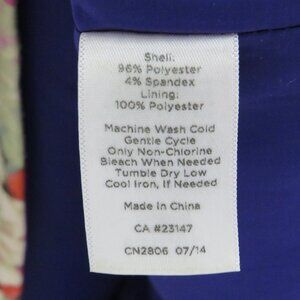 Shell:
96% Polyester
4% Spandex
Lining:
100% Polyester
Machine Wash Cold
Gentle Cycle
Only Non-Chlorine
Bleach When Needed
Tumble Dry Low
Cool Iron, If Needed
Made in China
CA #23147
CN2806 07/14